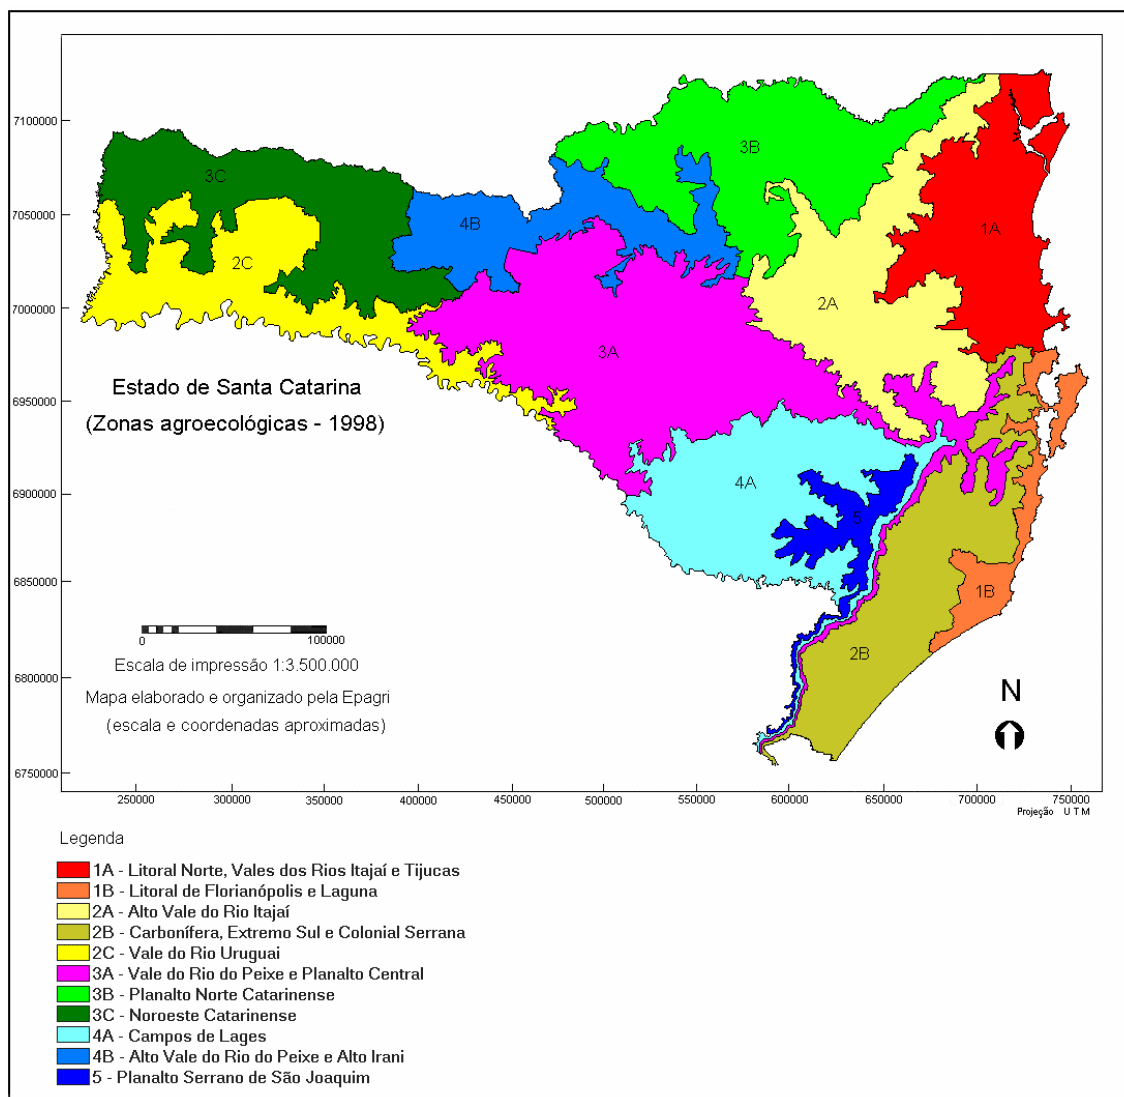 7100000
7050000
7000000
6950000
6900000
6850000
6800000
6750000
3B
3C
4B
1A
2C
2A
3A
4A
5
1B
2B
Estado de Santa Catarina
(Zonas agroecológicas - 1998)
0 100000
Escala de impressão 1:3.500.000
Mapa elaborado e organizado pela Epagri
(escala e coordenadas aproximadas)
N
250000 300000 350000 400000 450000 500000 550000 600000 650000 700000 750000
Projeção U T M
Legenda
1A - Litoral Norte, Vales dos Rios Itajaí e Tijucas
1B - Litoral de Florianópolis e Laguna
2A - Alto Vale do Rio Itajaí
2B - Carbonífera, Extremo Sul e Colonial Serrana
2C - Vale do Rio Uruguai
3A - Vale do Rio do Peixe e Planalto Central
3B - Planalto Norte Catarinense
3C - Noroeste Catarinense
4A - Campos de Lages
4B - Alto Vale do Rio do Peixe e Alto Irani
5 - Planalto Serrano de São Joaquim